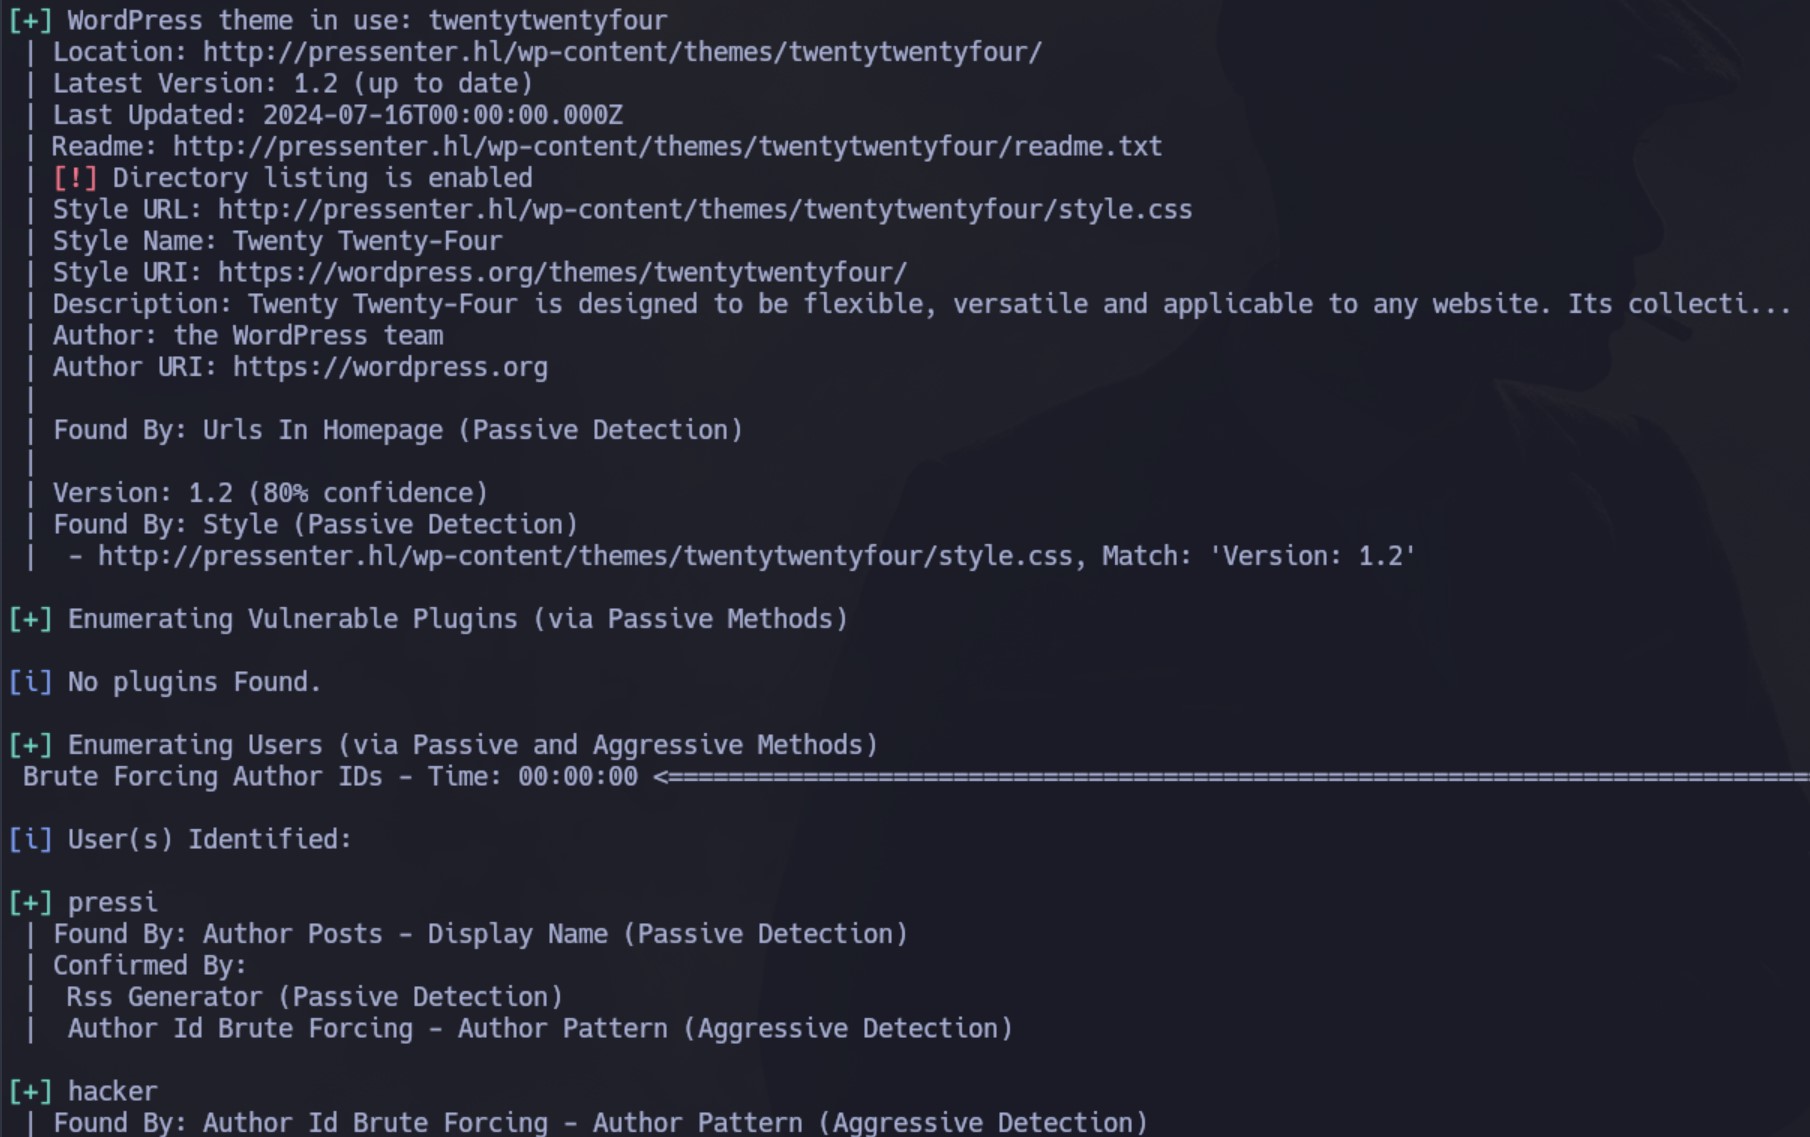 [+] WordPress theme in use: twentytwentyfour
 | Location: http://pressenter.hl/wp-content/themes/twentytwentyfour/
 | Latest Version: 1.2 (up to date)
 | Last Updated: 2024-07-16T00:00:00.000Z
 | Readme: http://pressenter.hl/wp-content/themes/twentytwentyfour/readme.txt
 | [!] Directory listing is enabled
 | Style URL: http://pressenter.hl/wp-content/themes/twentytwentyfour/style.css
 | Style Name: Twenty Twenty-Four
 | Style URI: https://wordpress.org/themes/twentytwentyfour/
 | Description: Twenty Twenty-Four is designed to be flexible, versatile and applicable to any website. Its collecti...
 | Author: the WordPress team
 | Author URI: https://wordpress.org
 |
 | Found By: Urls In Homepage (Passive Detection)
 |
 | Version: 1.2 (80% confidence)
 | Found By: Style (Passive Detection)
 |  - http://pressenter.hl/wp-content/themes/twentytwentyfour/style.css, Match: 'Version: 1.2'
[+] Enumerating Vulnerable Plugins (via Passive Methods)
[i] No plugins Found.
[+] Enumerating Users (via Passive and Aggressive Methods)
 Brute Forcing Author IDs - Time: 00:00:00 <============================================================================
[i] User(s) Identified:
[+] pressi
 | Found By: Author Posts - Display Name (Passive Detection)
 | Confirmed By:
 |  Rss Generator (Passive Detection)
 |  Author Id Brute Forcing - Author Pattern (Aggressive Detection)
[+] hacker
 | Found By: Author Id Brute Forcing - Author Pattern (Aggressive Detection)